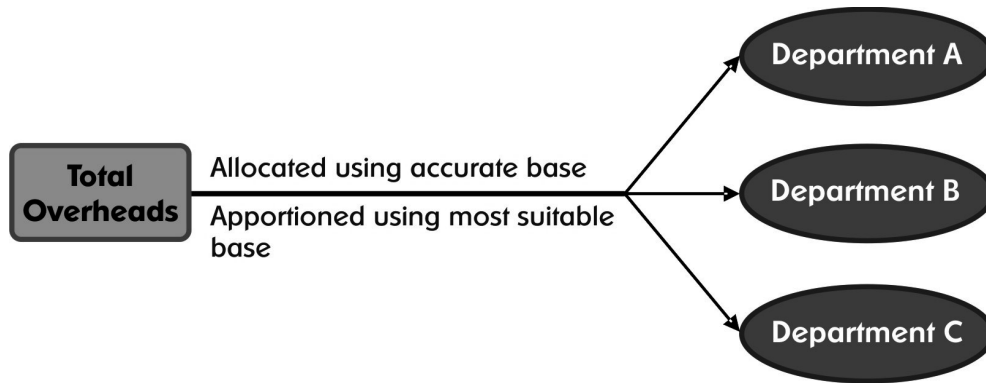 Total
Overheads
Allocated using accurate base
Apportioned using most suitable
base
Department A
Department B
Department C